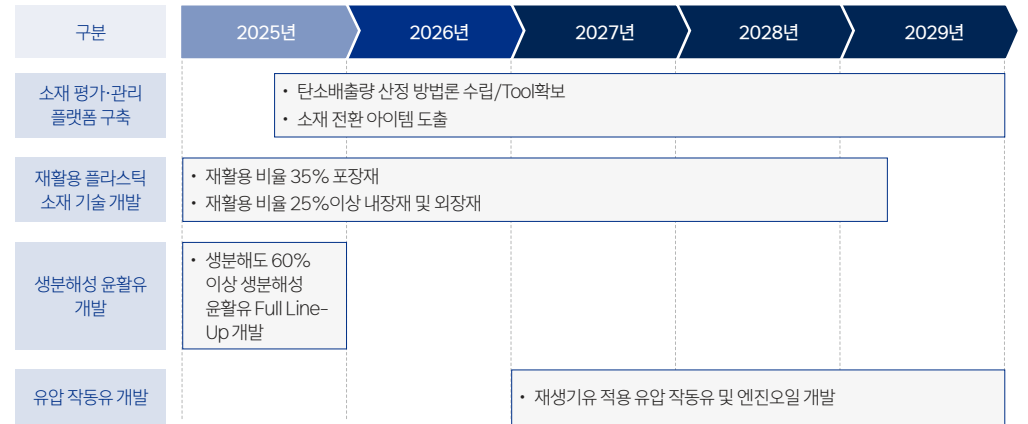 구분
2025년
2026년
2027년
2028년
2029년
소재 평가·관리
플랫폼 구축
• 탄소배출량 산정 방법론 수립/Tool확보
• 소재 전환 아이템 도출
재활용 플라스틱
소재 기술 개발
• 재활용 비율 35% 포장재
• 재활용 비율 25%이상 내장재 및 외장재
생분해성 윤활유
개발
• 생분해도 60%
이상 생분해성
윤활유 Full Line-
Up 개발
유압 작동유 개발
• 재생기유 적용 유압 작동유 및 엔진오일 개발